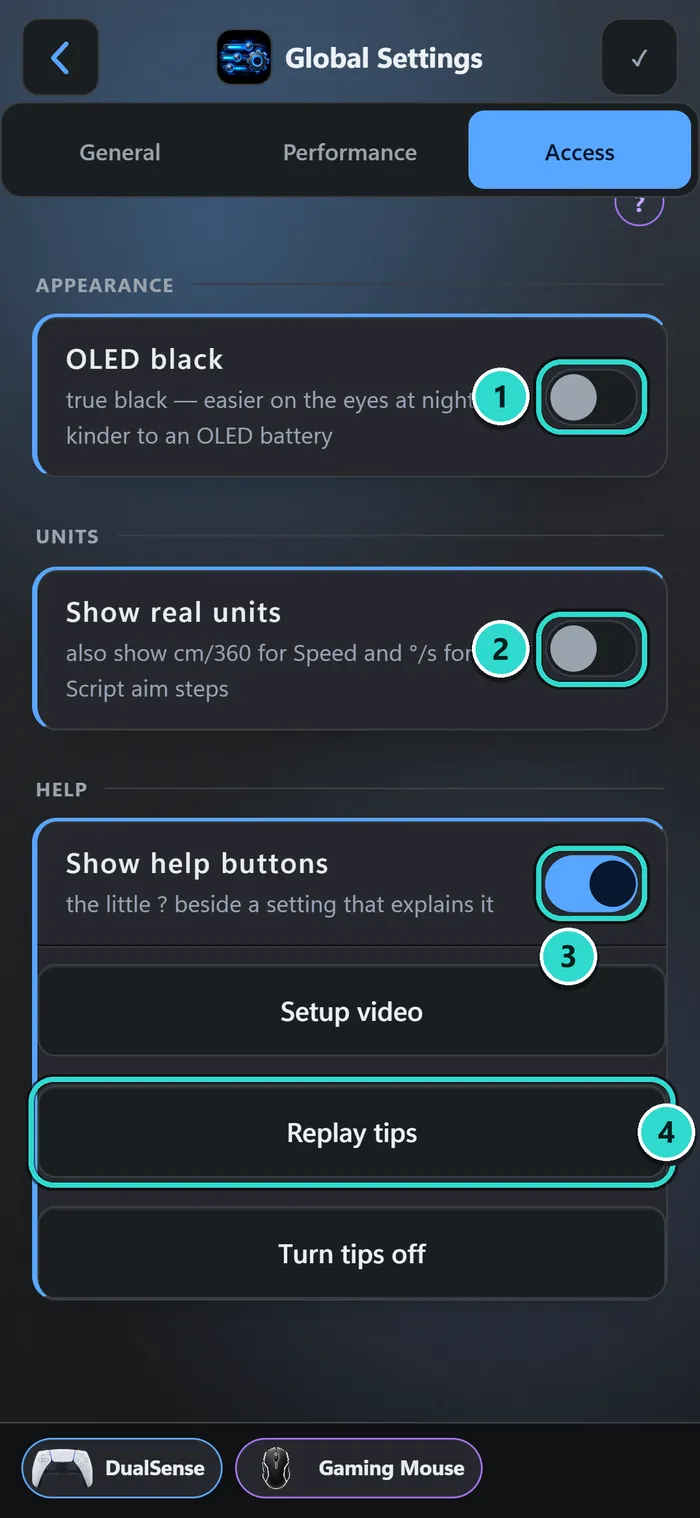 Global Settings
✓
General
Performance
Access
?
APPEARANCE
OLED black
true black — easier on the eyes at night
1
kinder to an OLED battery
UNITS
Show real units
also show cm/360 for Speed and °/s for
2
Script aim steps
HELP
Show help buttons
the little ? beside a setting that explains it
3
Setup video
Replay tips
4
Turn tips off
DualSense
Gaming Mouse